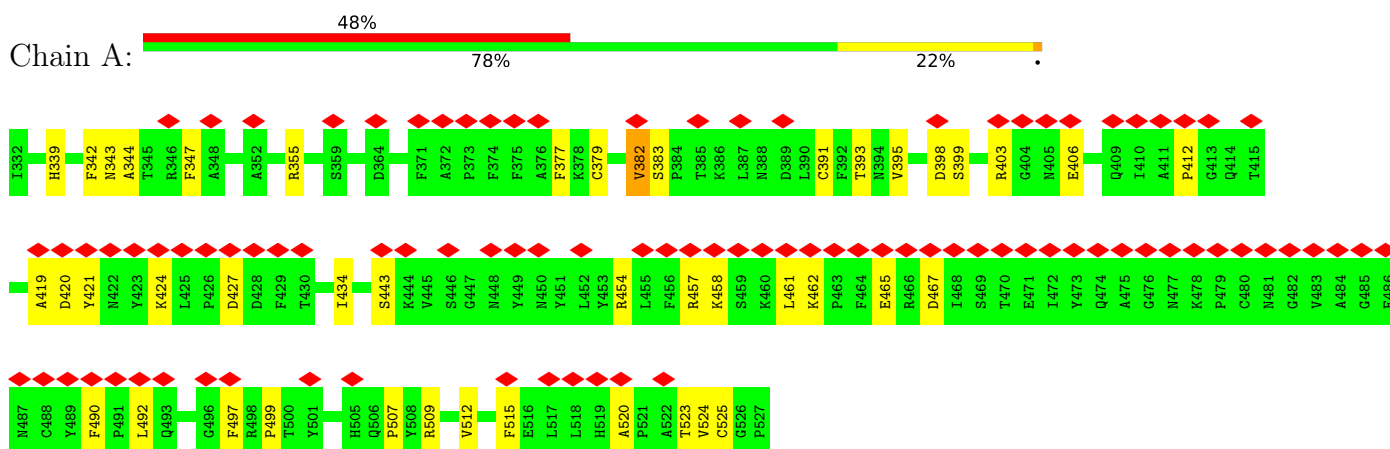 48%
Chain A:
78% 22% •
I332 H339 F342 N343 A344 T345 R346 F347 A348 A352 R355 S359 D364 F371 A372 P373 F374 F375 A376 F377 K378 C379 V382 S383 P384 T385 K386 L387 N388 D389 L390 C391 F392 T393 N394 V395 D398 S399 R403 G404 N405 E406 Q409 I410 A411 P412 G413 Q414 T415
A419 D420 Y421 N422 Y423 K424 L425 P426 D427 D428 F429 T430 I434 S443 K444 V445 S446 G447 N448 Y449 N450 Y451 L452 Y453 R454 L455 F456 R457 K458 S459 K460 L461 K462 P463 F464 E465 R466 D467 I468 S469 T470 E471 I472 Y473 Q474 A475 G476 N477 K478 P479 C480 N481 G482 V483 A484 G485 F486
N487 C488 Y489 F490 P491 L492 Q493 G496 F497 R498 P499 T500 Y501 H505 Q506 P507 Y508 R509 V512 F515 E516 L517 L518 H519 A520 P521 A522 T523 V524 C525 G526 P527